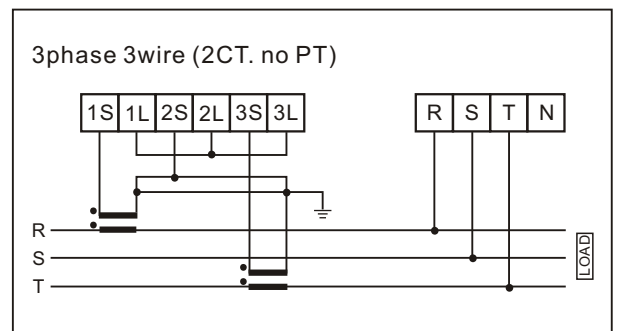 3phase 3wire (2CT. no PT)
1S 1L 2S 2L 3S 3L
R S T N
R
S
T
LOAD